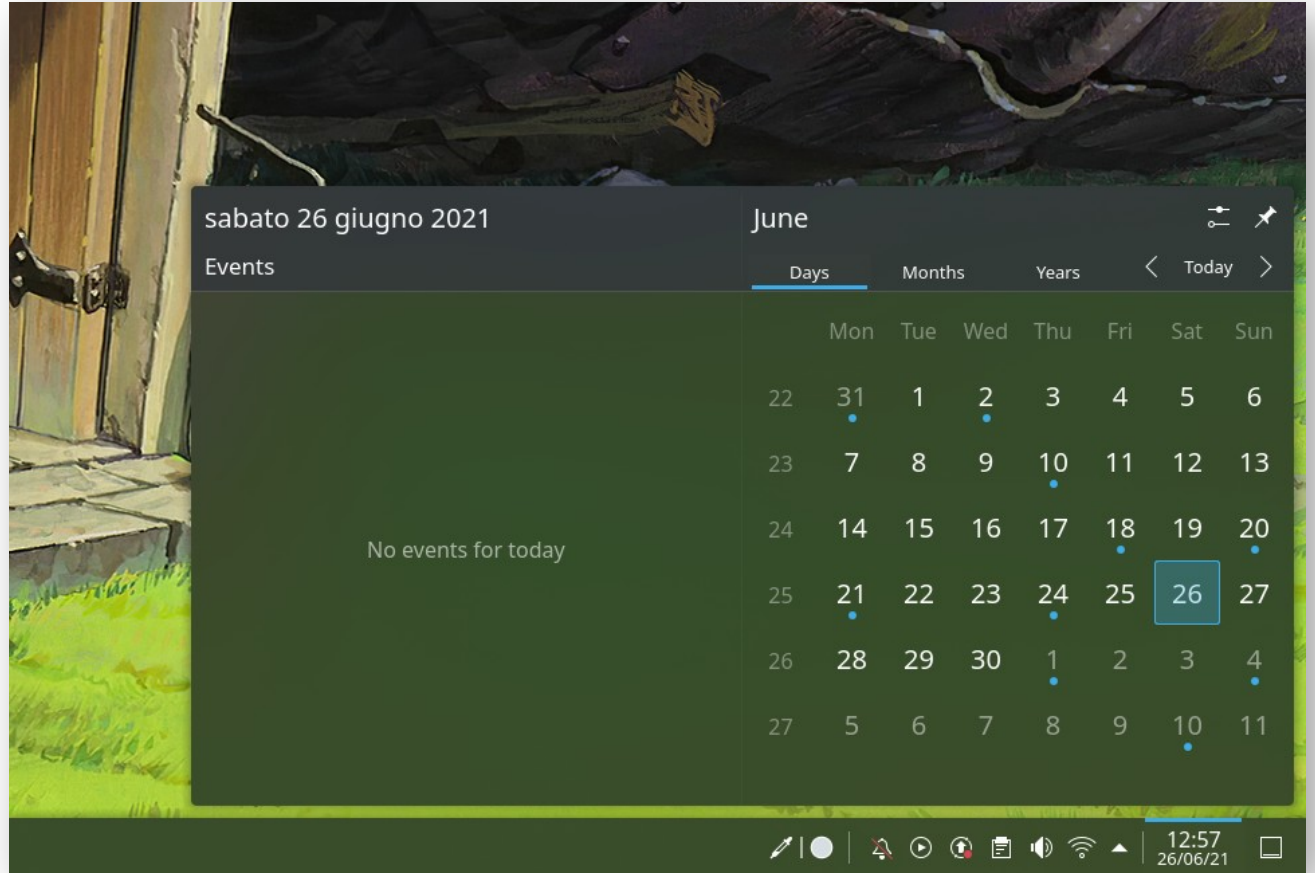 sabato 26 giugno 2021
Events
No events for today
June
Days Months Years Today
Mon Tue Wed Thu Fri Sat Sun
22 31 1 2 3 4 5 6
23 7 8 9 10 11 12 13
24 14 15 16 17 18 19 20
25 21 22 23 24 25 26 27
26 28 29 30 1 2 3 4
27 5 6 7 8 9 10 11
12:57
26/06/21